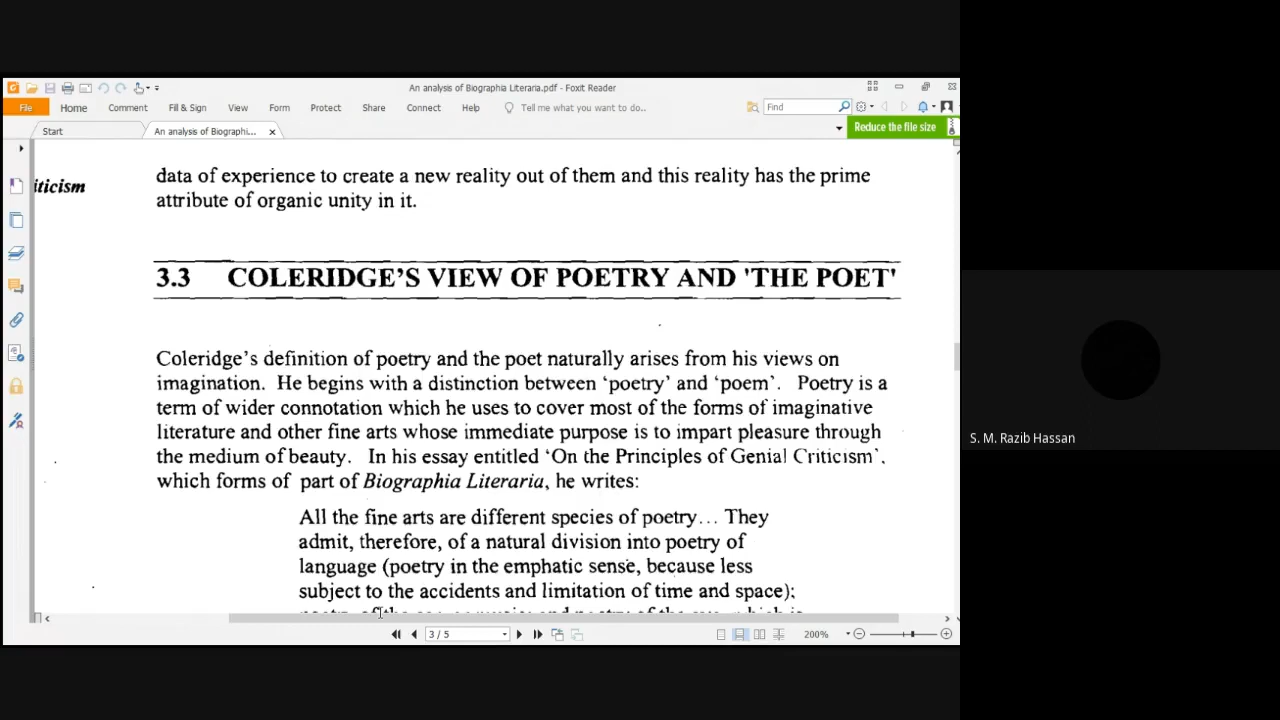 An analysis of Biographia Literaria.pdf - Foxit Reader
File Home Comment Fill & Sign View Form Protect Share Connect Help Tell me what you want to do.. Find
Start An analysis of Biographi... Reduce the file size
iticism
data of experience to create a new reality out of them and this reality has the prime
attribute of organic unity in it.
3.3 COLERIDGE'S VIEW OF POETRY AND 'THE POET'
Coleridge's definition of poetry and the poet naturally arises from his views on
imagination. He begins with a distinction between 'poetry' and 'poem'. Poetry is a
term of wider connotation which he uses to cover most of the forms of imaginative
literature and other fine arts whose immediate purpose is to impart pleasure through
the medium of beauty. In his essay entitled 'On the Principles of Genial Criticism',
which forms of part of Biographia Literaria, he writes:
All the fine arts are different species of poetry... They
admit, therefore, of a natural division into poetry of
language (poetry in the emphatic sense, because less
subject to the accidents and limitation of time and space);
3 / 5 200%
S. M. Razib Hassan